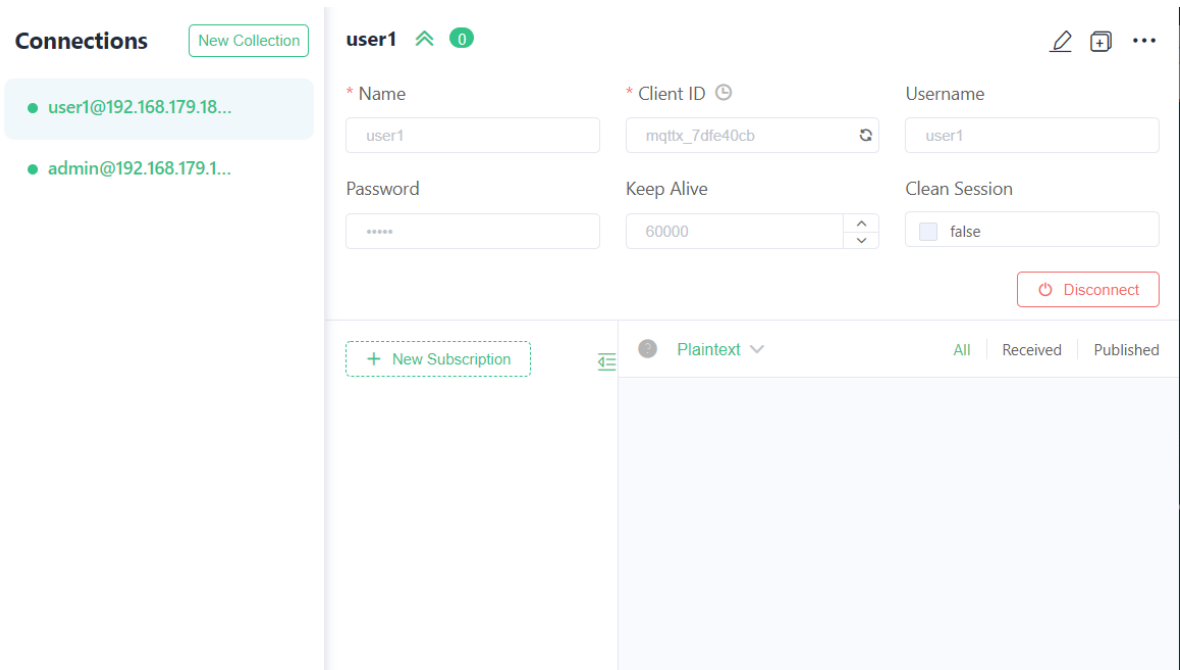 Connections
New Collection
user1@192.168.179.18...
admin@192.168.179.1...
user1 0
* Name
user1
* Client ID
mqttx_7dfe40cb
Username
user1
Password
•••••
Keep Alive
60000
Clean Session
false
Disconnect
+ New Subscription
? Plaintext
All
Received
Published